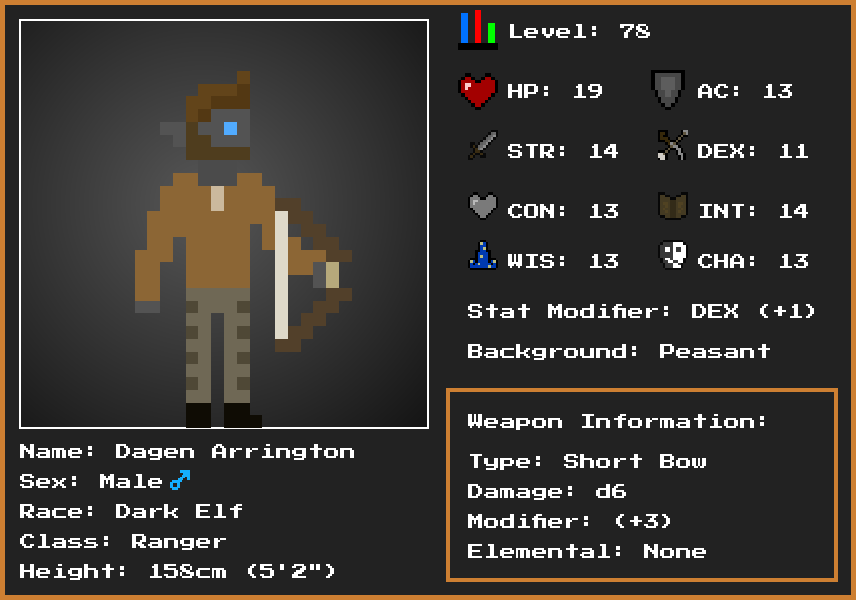 Level: 78
HP: 19 AC: 13
STR: 14 DEX: 11
CON: 13 INT: 14
WIS: 13 CHA: 13
Stat Modifier: DEX (+1)
Background: Peasant
Weapon Information:
Type: Short Bow
Damage: d6
Modifier: (+3)
Elemental: None
Name: Dagen Arrington
Sex: Male ♂
Race: Dark Elf
Class: Ranger
Height: 158cm (5'2")